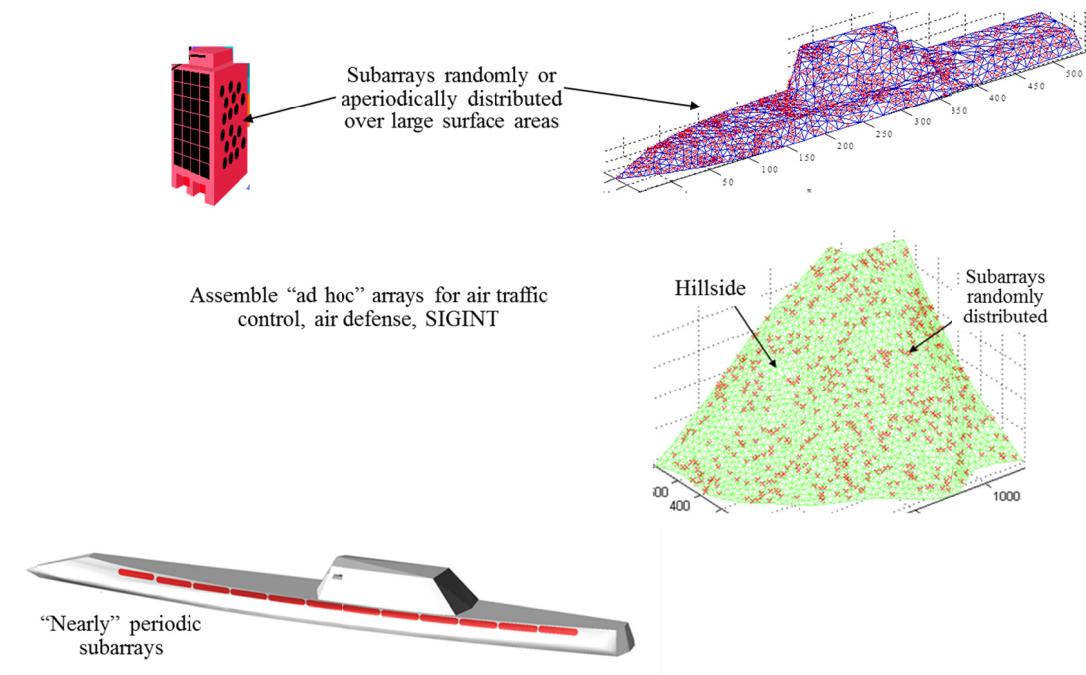 Subarrays randomly or
aperiodically distributed
over large surface areas
50
100
150
200
250
300
350
400
450
500
Assemble “ad hoc” arrays for air traffic
control, air defense, SIGINT
Hillside
Subarrays
randomly
distributed
400
1000
“Nearly” periodic
subarrays